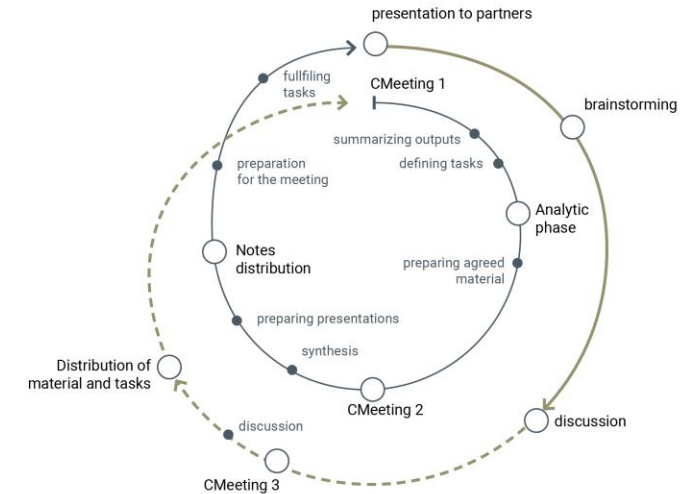 presentation to partners
fullfiling
tasks
CMeeting 1
brainstorming
summarizing outputs
defining tasks
preparation
for the meeting
Analytic
phase
Notes
distribution
preparing agreed
material
preparing presentations
synthesis
Distribution of
material and tasks
CMeeting 2
discussion
discussion
CMeeting 3